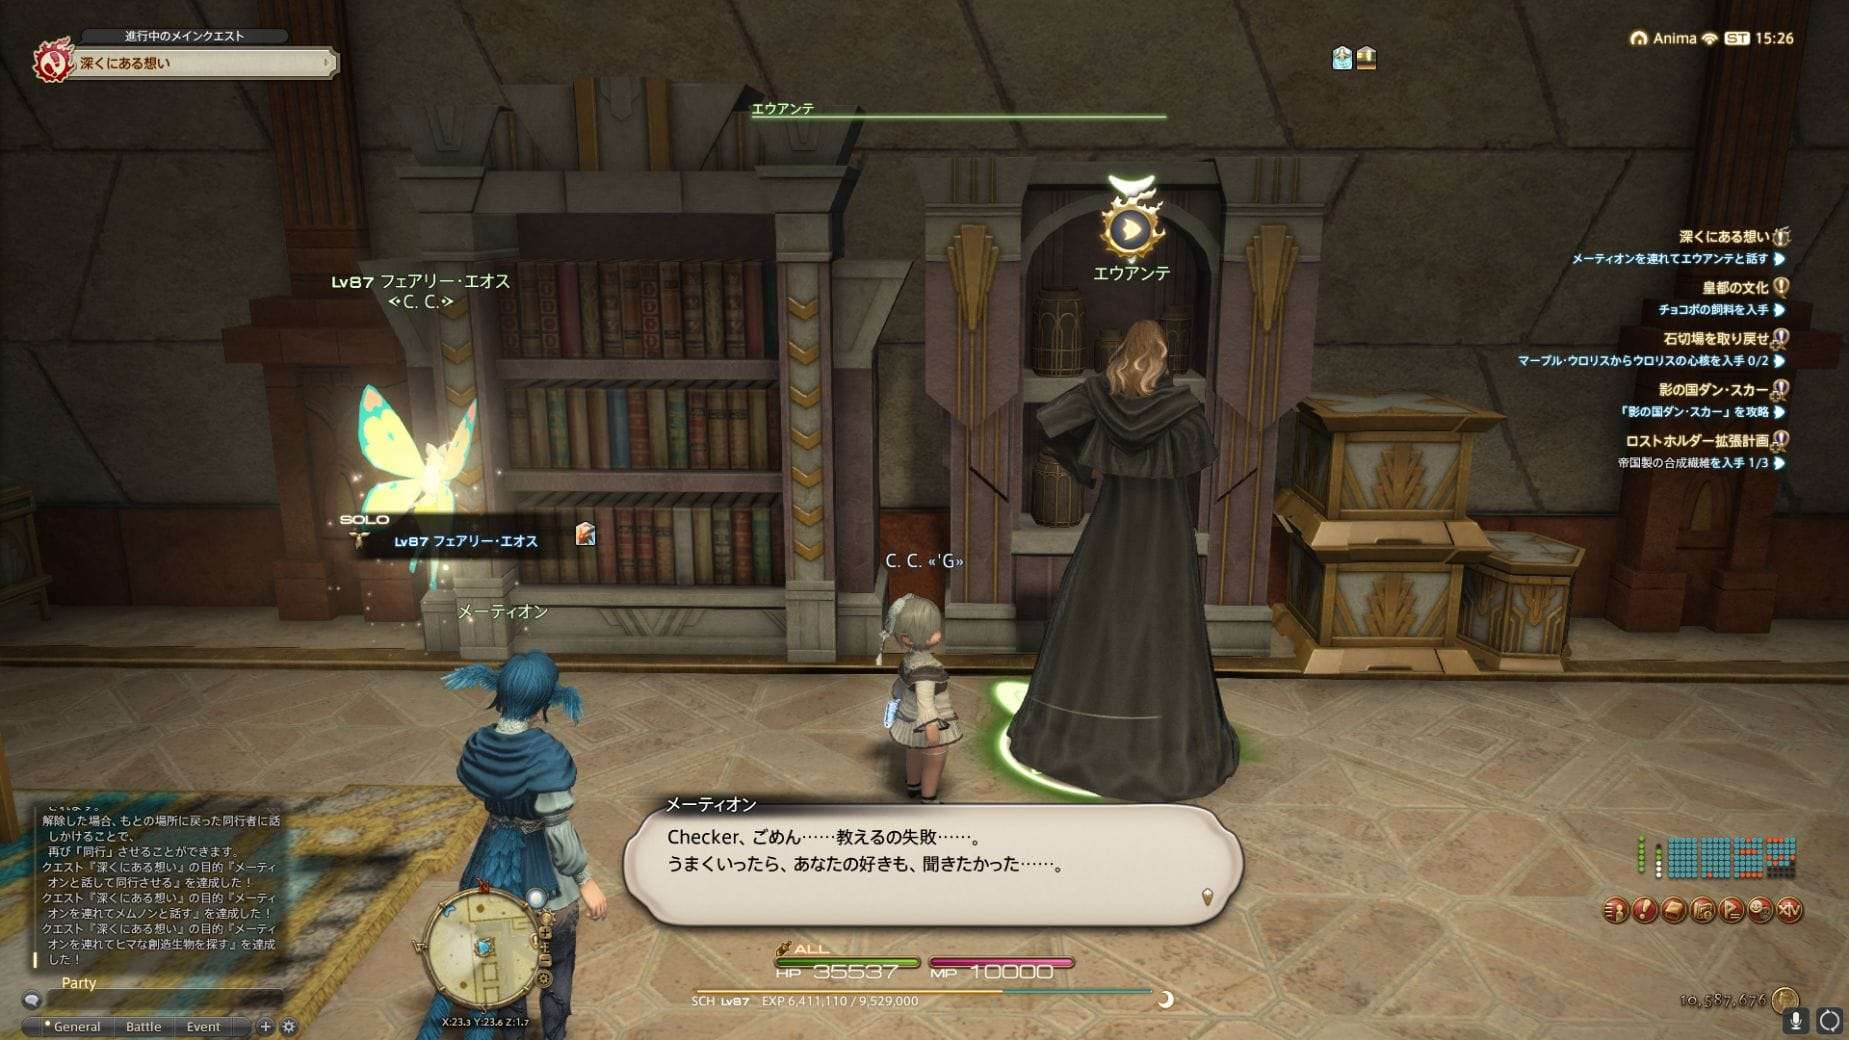 進行中のメインクエスト
深くにある想い
Anima ST 15:26
エウアンテ
エウアンテ
Lv87 フェアリー・エオス
C. C.
深くにある想い
メーティオンを連れてエウアンテと話す
皇都の文化
チョコボの飼料を入手
石切場を取り戻せ
マーブル・ウロリスからウロリスの心核を入手 0/2
影の国ダン・スカー
「影の国ダン・スカー」を攻略
ロストホルダー拡張計画
帝国製の合成繊維を入手 1/3
SOLO
Lv87 フェアリー・エオス
C. C. «'G»
メーティオン
メーティオン
Checker、ごめん……教えるの失敗……。
うまくいったら、あなたの好きも、聞きたかった……。
解除した場合、もとの場所に戻った同行者に話
しかけることで、
再び「同行」させることができます。
クエスト『深くにある想い』の目的『メーティ
オンと話して同行させる』を達成した！
クエスト『深くにある想い』の目的『メーティ
オンを連れてメムノンと話す』を達成した！
クエスト『深くにある想い』の目的『メーティ
オンを連れてヒマな創造生物を探す』を達成
した！
Party
General Battle Event
X:23.3 Y:23.6 Z:1.7
ALL
HP 35537 MP 10000
SCH Lv87 EXP 6,411,110 / 9,529,000
XIV
10,587,676